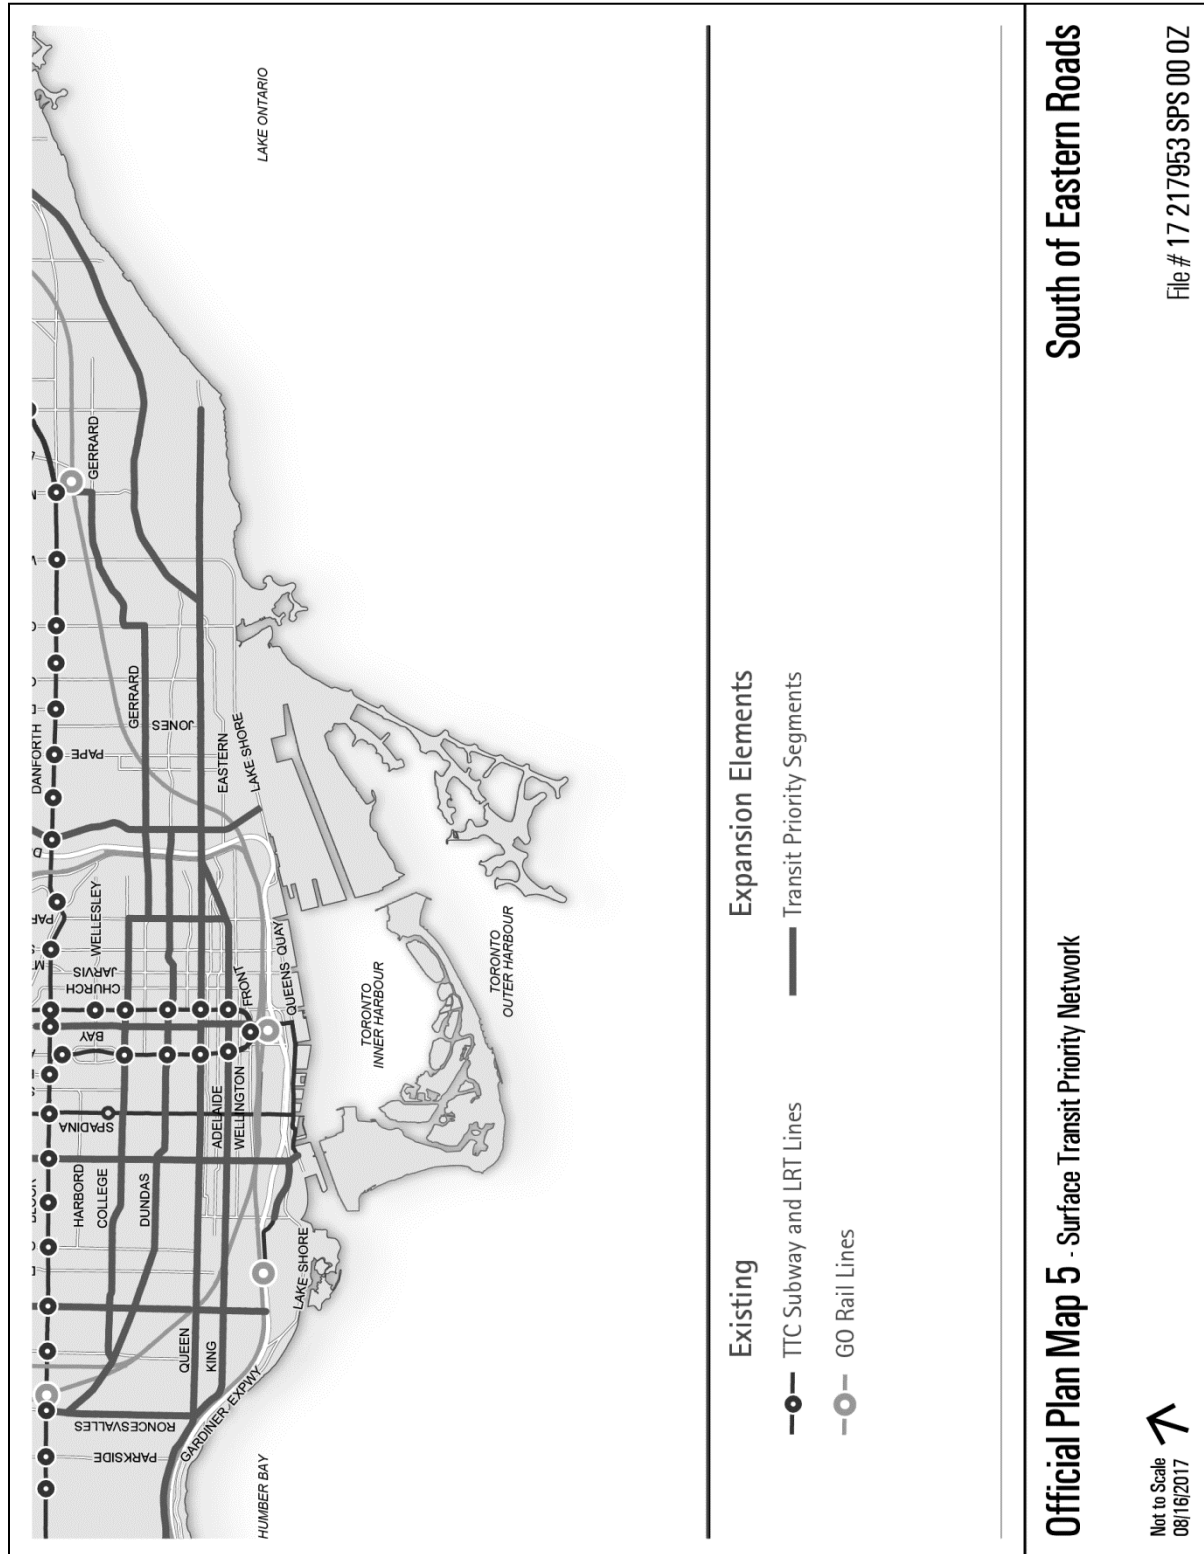 LAKE ONTARIO
GERRARD
DANFORTH
PAPE
GERRARD
JONES
EASTERN
LAKE SHORE
WELLESLEY
JARVIS
CHURCH
BAY
FRONT
QUEENS QUAY
TORONTO
INNER HARBOUR
TORONTO
OUTER HARBOUR
SPADINA
ADELAIDE
WELLINGTON
HARBORD
COLLEGE
DUNDAS
LAKE SHORE
QUEEN
KING
RONCESVALLES
PARKSIDE
GARDINER EXPWY
HUMBER BAY
Existing
TTC Subway and LRT Lines
GO Rail Lines
Expansion Elements
Transit Priority Segments
Official Plan Map 5 - Surface Transit Priority Network
South of Eastern Roads
File # 17 217953 SPS 00 OZ
Not to Scale
08/16/2017